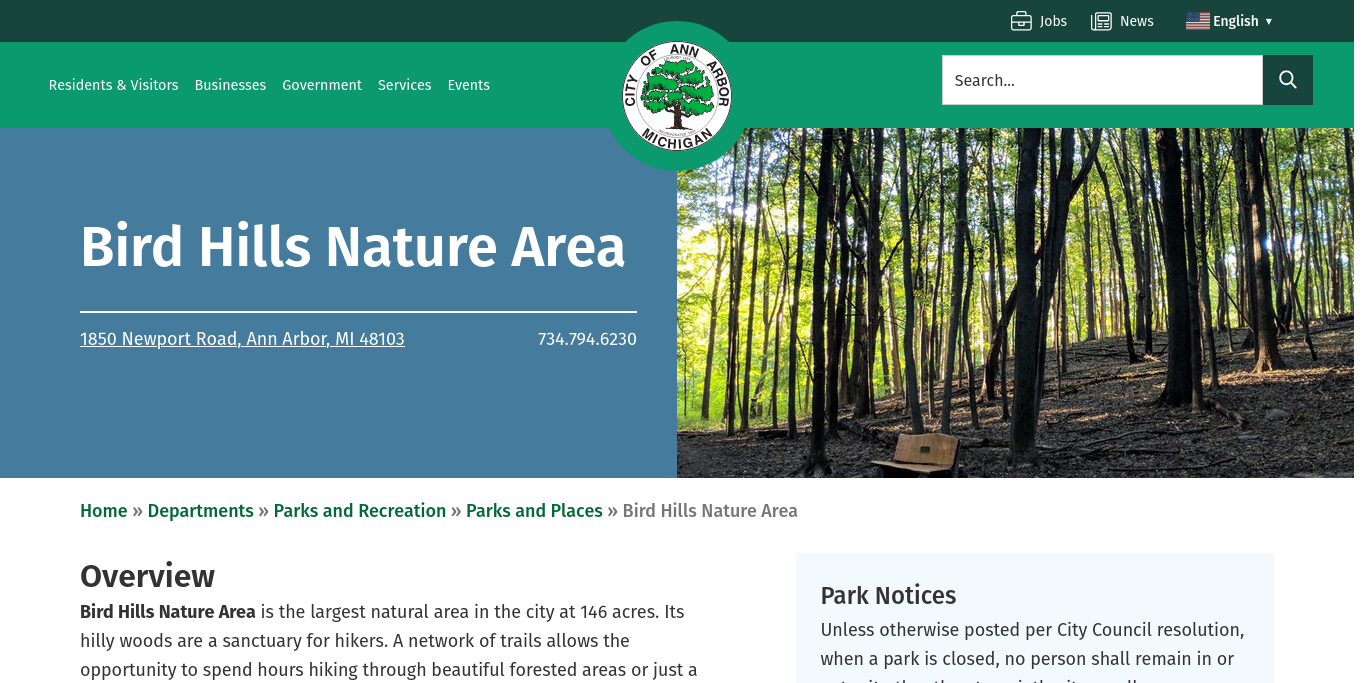 Jobs
News
English ▼
Residents & Visitors
Businesses
Government
Services
Events
CITY OF ANN ARBOR
MICHIGAN
Search...
Bird Hills Nature Area
1850 Newport Road, Ann Arbor, MI 48103
734.794.6230
Home » Departments » Parks and Recreation » Parks and Places » Bird Hills Nature Area
Overview
Bird Hills Nature Area is the largest natural area in the city at 146 acres. Its
hilly woods are a sanctuary for hikers. A network of trails allows the
opportunity to spend hours hiking through beautiful forested areas or just a
Park Notices
Unless otherwise posted per City Council resolution,
when a park is closed, no person shall remain in or